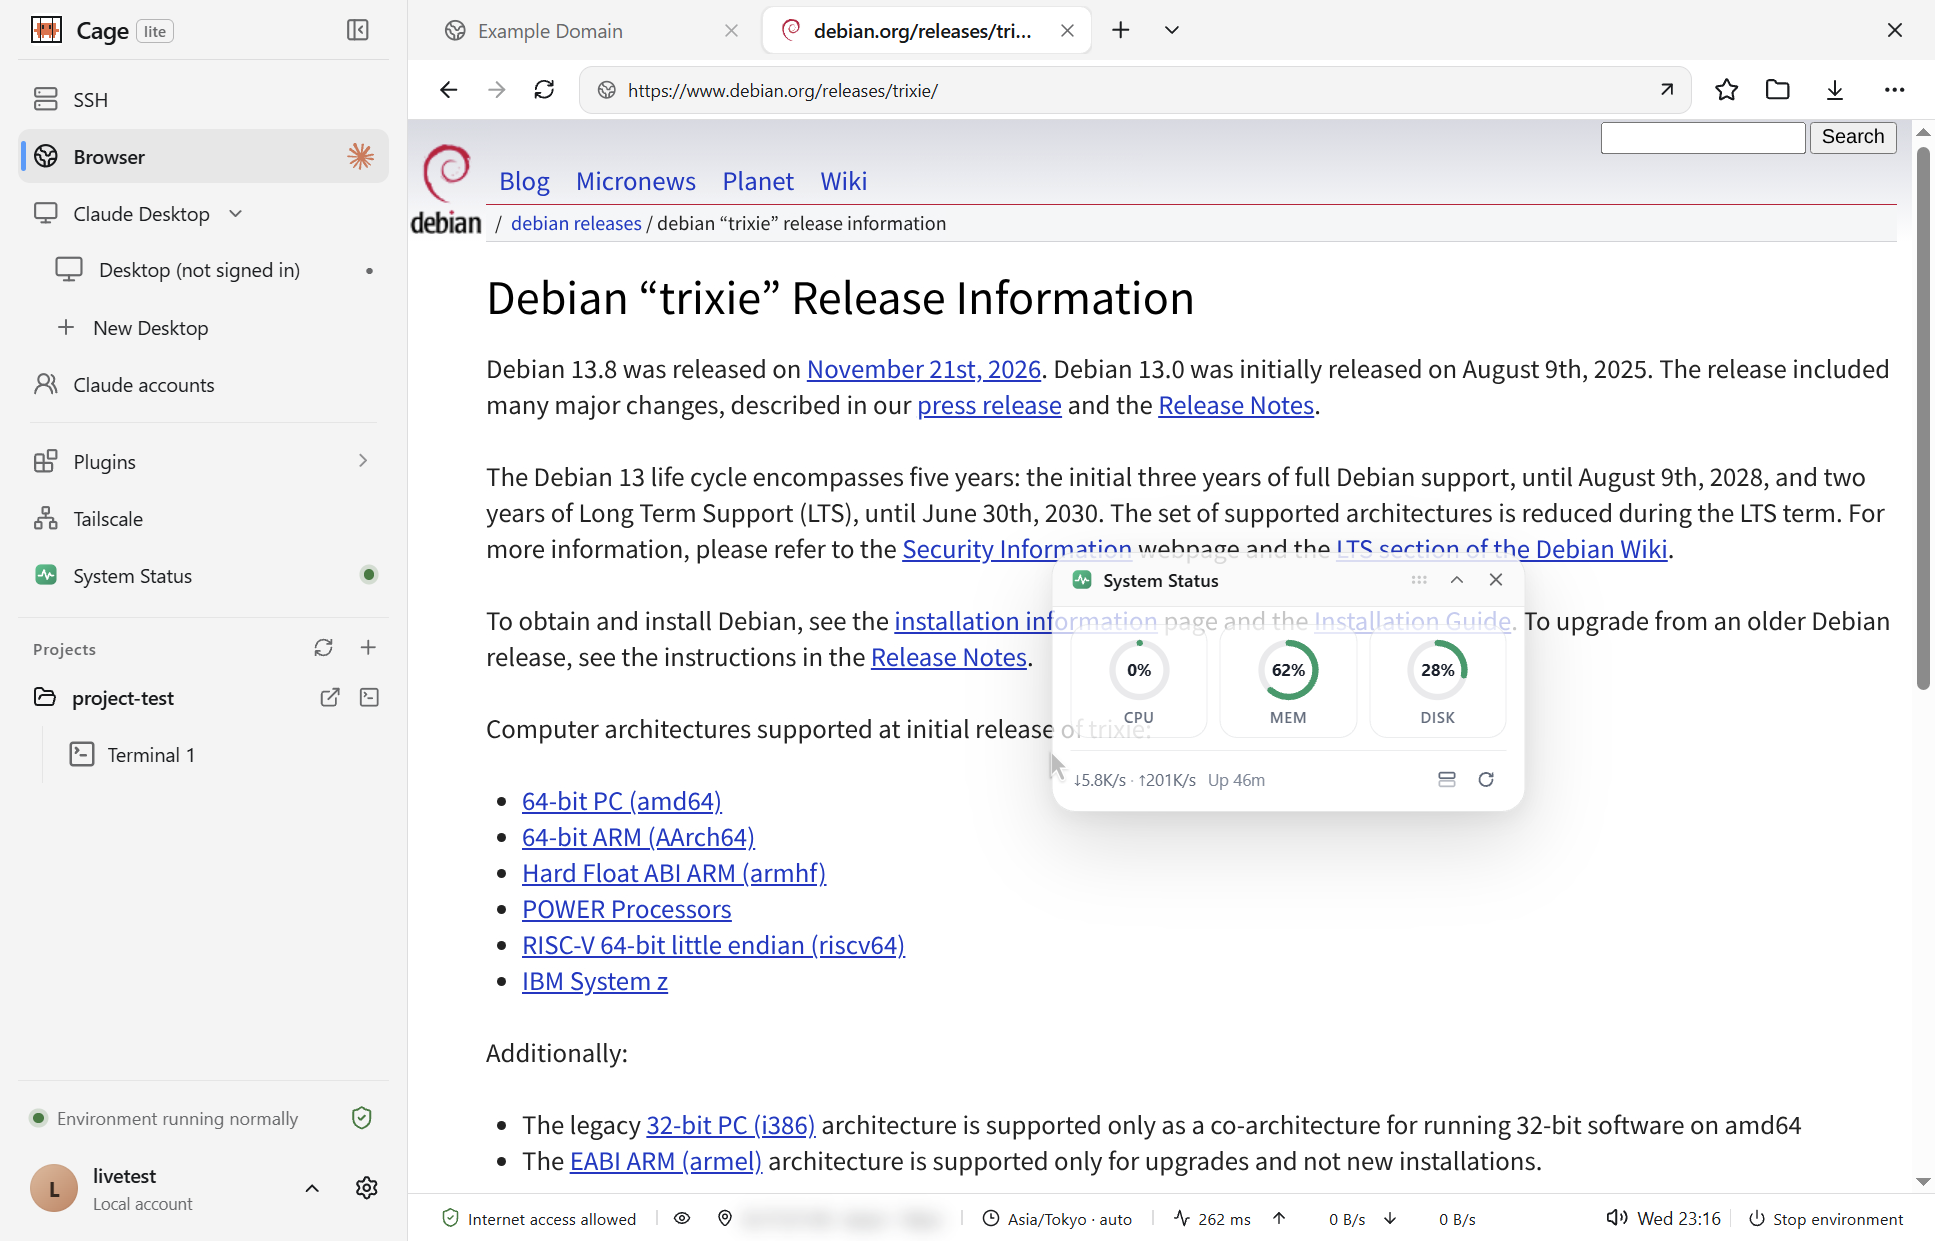 Cage lite
SSH
Browser
Claude Desktop
Desktop (not signed in)
New Desktop
Claude accounts
Plugins
Tailscale
System Status
Projects
project-test
Terminal 1
Environment running normally
L
livetest
Local account
Example Domain
debian.org/releases/tri...
https://www.debian.org/releases/trixie/
Search
debian
Blog Micronews Planet Wiki
/ debian releases / debian “trixie” release information
Debian “trixie” Release Information
Debian 13.8 was released on November 21st, 2026. Debian 13.0 was initially released on August 9th, 2025. The release included
many major changes, described in our press release and the Release Notes.
The Debian 13 life cycle encompasses five years: the initial three years of full Debian support, until August 9th, 2028, and two
years of Long Term Support (LTS), until June 30th, 2030. The set of supported architectures is reduced during the LTS term. For
more information, please refer to the Security Information webpage and the LTS section of the Debian Wiki.
To obtain and install Debian, see the installation information page and the Installation Guide. To upgrade from an older Debian
release, see the instructions in the Release Notes.
Computer architectures supported at initial release of trixie:
64-bit PC (amd64)
64-bit ARM (AArch64)
Hard Float ABI ARM (armhf)
POWER Processors
RISC-V 64-bit little endian (riscv64)
IBM System z
Additionally:
The legacy 32-bit PC (i386) architecture is supported only as a co-architecture for running 32-bit software on amd64
The EABI ARM (armel) architecture is supported only for upgrades and not new installations.
System Status
0% 62% 28%
CPU MEM DISK
↓5.8K/s · ↑201K/s Up 46m
Internet access allowed
Asia/Tokyo · auto
262 ms ↑ 0 B/s ↓ 0 B/s
Wed 23:16
Stop environment